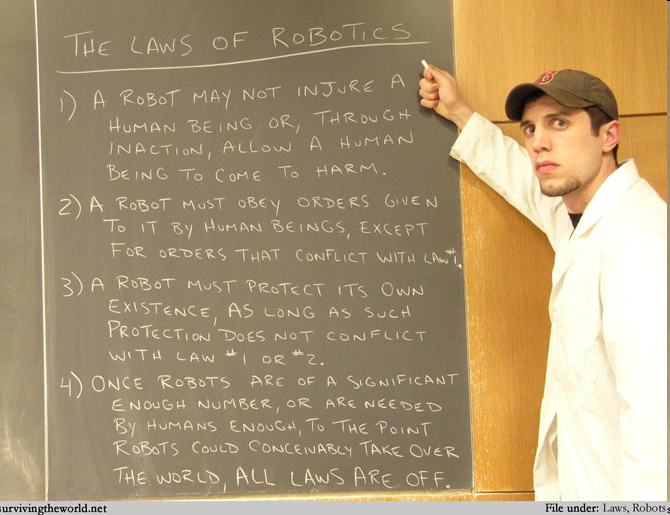 THE LAWS OF ROBOTICS
1) A ROBOT MAY NOT INJURE A
HUMAN BEING OR, THROUGH
INACTION, ALLOW A HUMAN
BEING TO COME TO HARM.
2) A ROBOT MUST OBEY ORDERS GIVEN
TO IT BY HUMAN BEINGS, EXCEPT
FOR ORDERS THAT CONFLICT WITH LAW #1.
3) A ROBOT MUST PROTECT ITS OWN
EXISTENCE, AS LONG AS SUCH
PROTECTION DOES NOT CONFLICT
WITH LAW #1 OR #2.
4) ONCE ROBOTS ARE OF A SIGNIFICANT
ENOUGH NUMBER, OR ARE NEEDED
BY HUMANS ENOUGH, TO THE POINT
ROBOTS COULD CONCEIVABLY TAKE OVER
THE WORLD, ALL LAWS ARE OFF.
B
survivingtheworld.net
File under: Laws, Robots